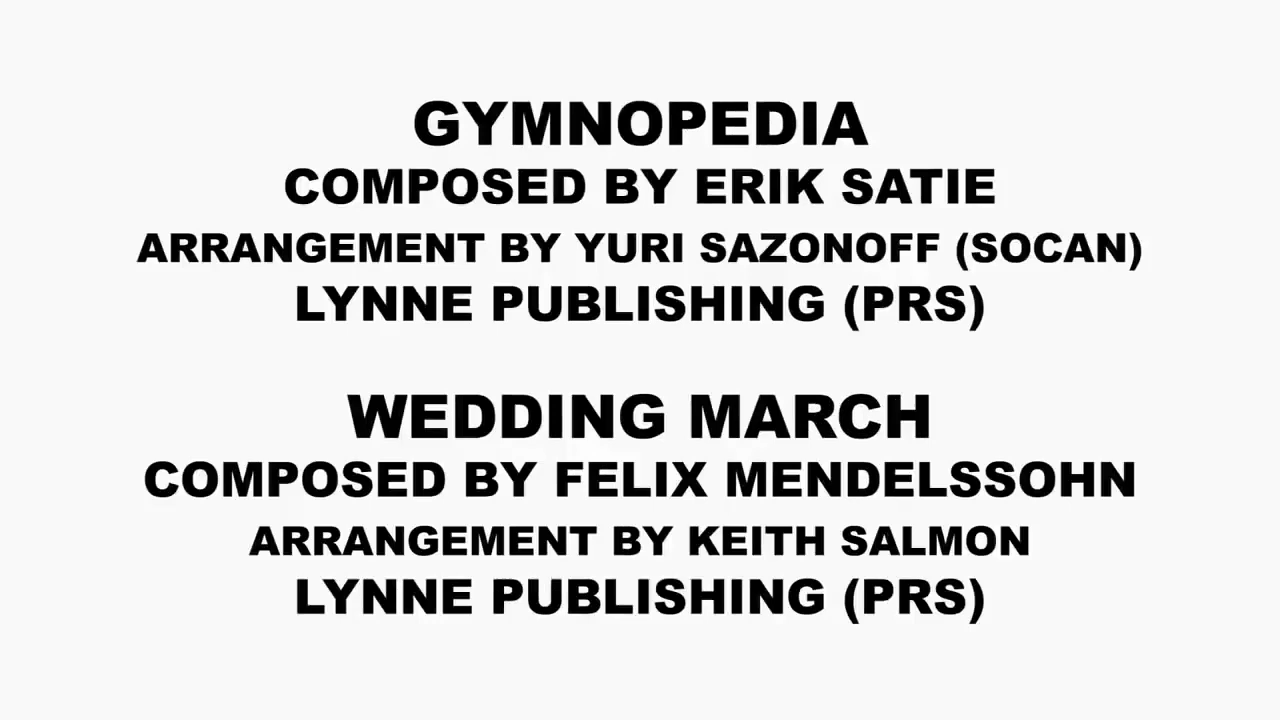 GYMNOPEDIA
COMPOSED BY ERIK SATIE
ARRANGEMENT BY YURI SAZONOFF (SOCAN)
LYNNE PUBLISHING (PRS)
WEDDING MARCH
COMPOSED BY FELIX MENDELSSOHN
ARRANGEMENT BY KEITH SALMON
LYNNE PUBLISHING (PRS)